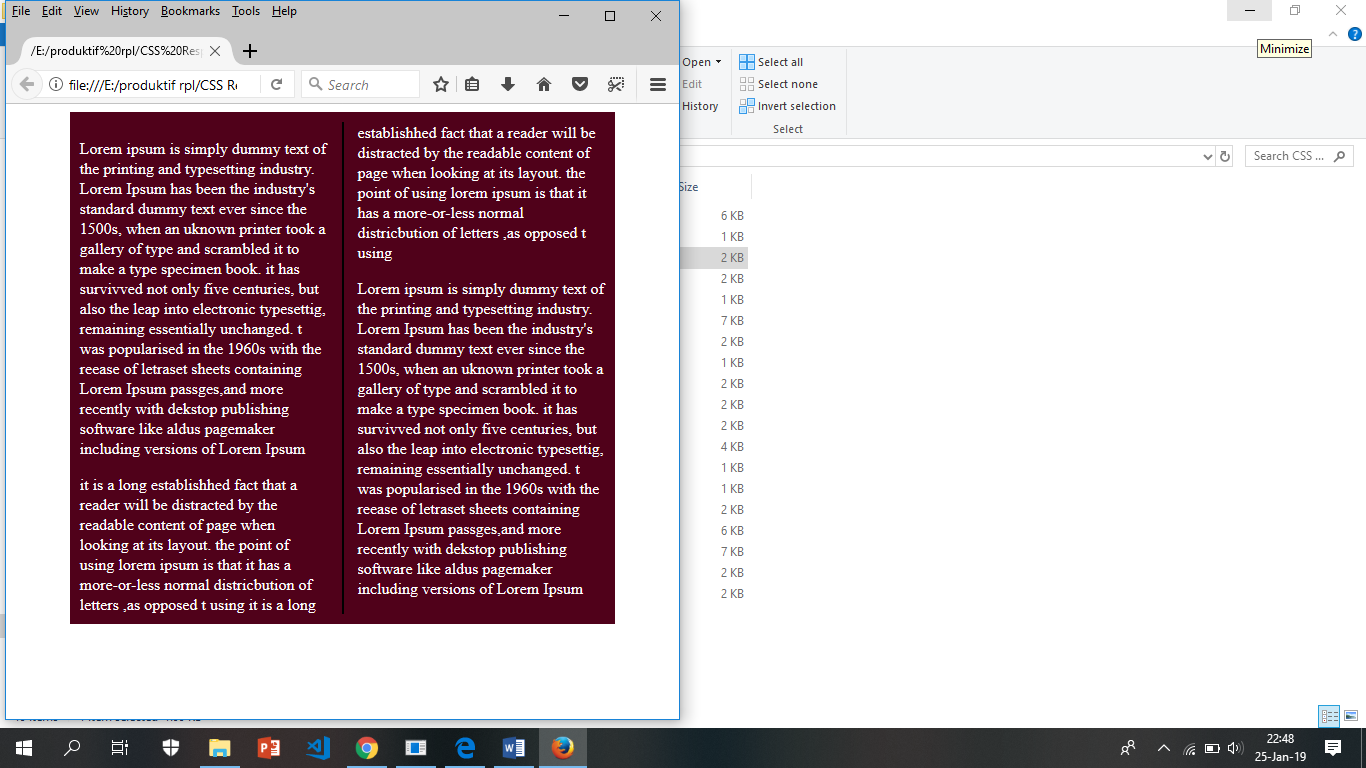 File Edit View History Bookmarks Tools Help
/E:/produktif%20rpl/CSS%20Resp
file:///E:/produktif rpl/CSS Re
Search
Lorem ipsum is simply dummy text of
the printing and typesetting industry.
Lorem Ipsum has been the industry's
standard dummy text ever since the
1500s, when an uknown printer took a
gallery of type and scrambled it to
make a type specimen book. it has
survivved not only five centuries, but
also the leap into electronic typesettig,
remaining essentially unchanged. t
was popularised in the 1960s with the
reease of letraset sheets containing
Lorem Ipsum passges,and more
recently with dekstop publishing
software like aldus pagemaker
including versions of Lorem Ipsum
it is a long establishhed fact that a
reader will be distracted by the
readable content of page when
looking at its layout. the point of
using lorem ipsum is that it has a
more-or-less normal districbution of
letters ,as opposed t using it is a long
establishhed fact that a reader will be
distracted by the readable content of
page when looking at its layout. the
point of using lorem ipsum is that it
has a more-or-less normal
districbution of letters ,as opposed t
using
Lorem ipsum is simply dummy text of
the printing and typesetting industry.
Lorem Ipsum has been the industry's
standard dummy text ever since the
1500s, when an uknown printer took a
gallery of type and scrambled it to
make a type specimen book. it has
survivved not only five centuries, but
also the leap into electronic typesettig,
remaining essentially unchanged. t
was popularised in the 1960s with the
reease of letraset sheets containing
Lorem Ipsum passges,and more
recently with dekstop publishing
software like aldus pagemaker
including versions of Lorem Ipsum
Minimize
Open
Edit
History
Select all
Select none
Invert selection
Select
Search CSS ...
Size
6 KB
1 KB
2 KB
2 KB
1 KB
7 KB
2 KB
1 KB
2 KB
2 KB
2 KB
4 KB
1 KB
1 KB
2 KB
6 KB
7 KB
2 KB
2 KB
22:48
25-Jan-19